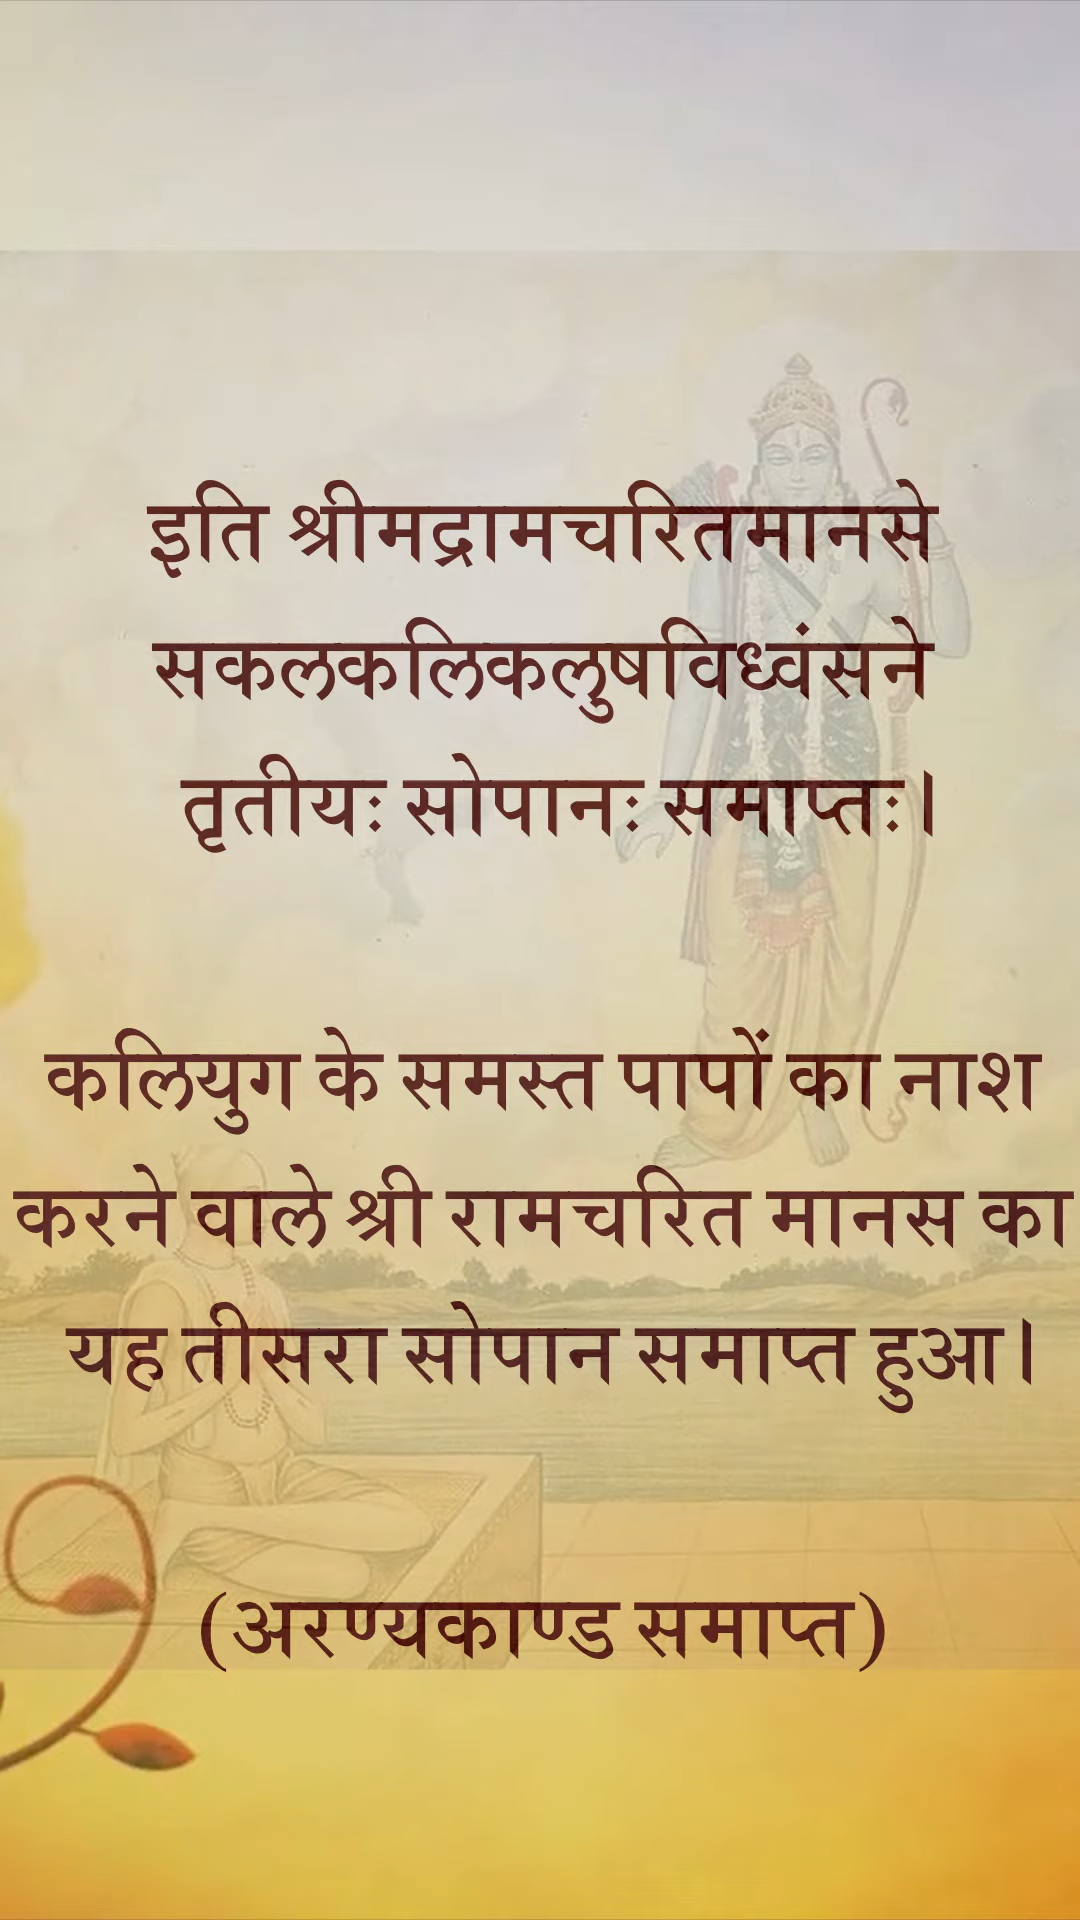 इति श्रीमद्रामचरितमानसे
सकलकलिकलुषविध्वंसने
तृतीयः सोपानः समाप्तः।
कलियुग के समस्त पापों का नाश
करने वाले श्री रामचरित मानस का
यह तीसरा सोपान समाप्त हुआ।
(अरण्यकाण्ड समाप्त)